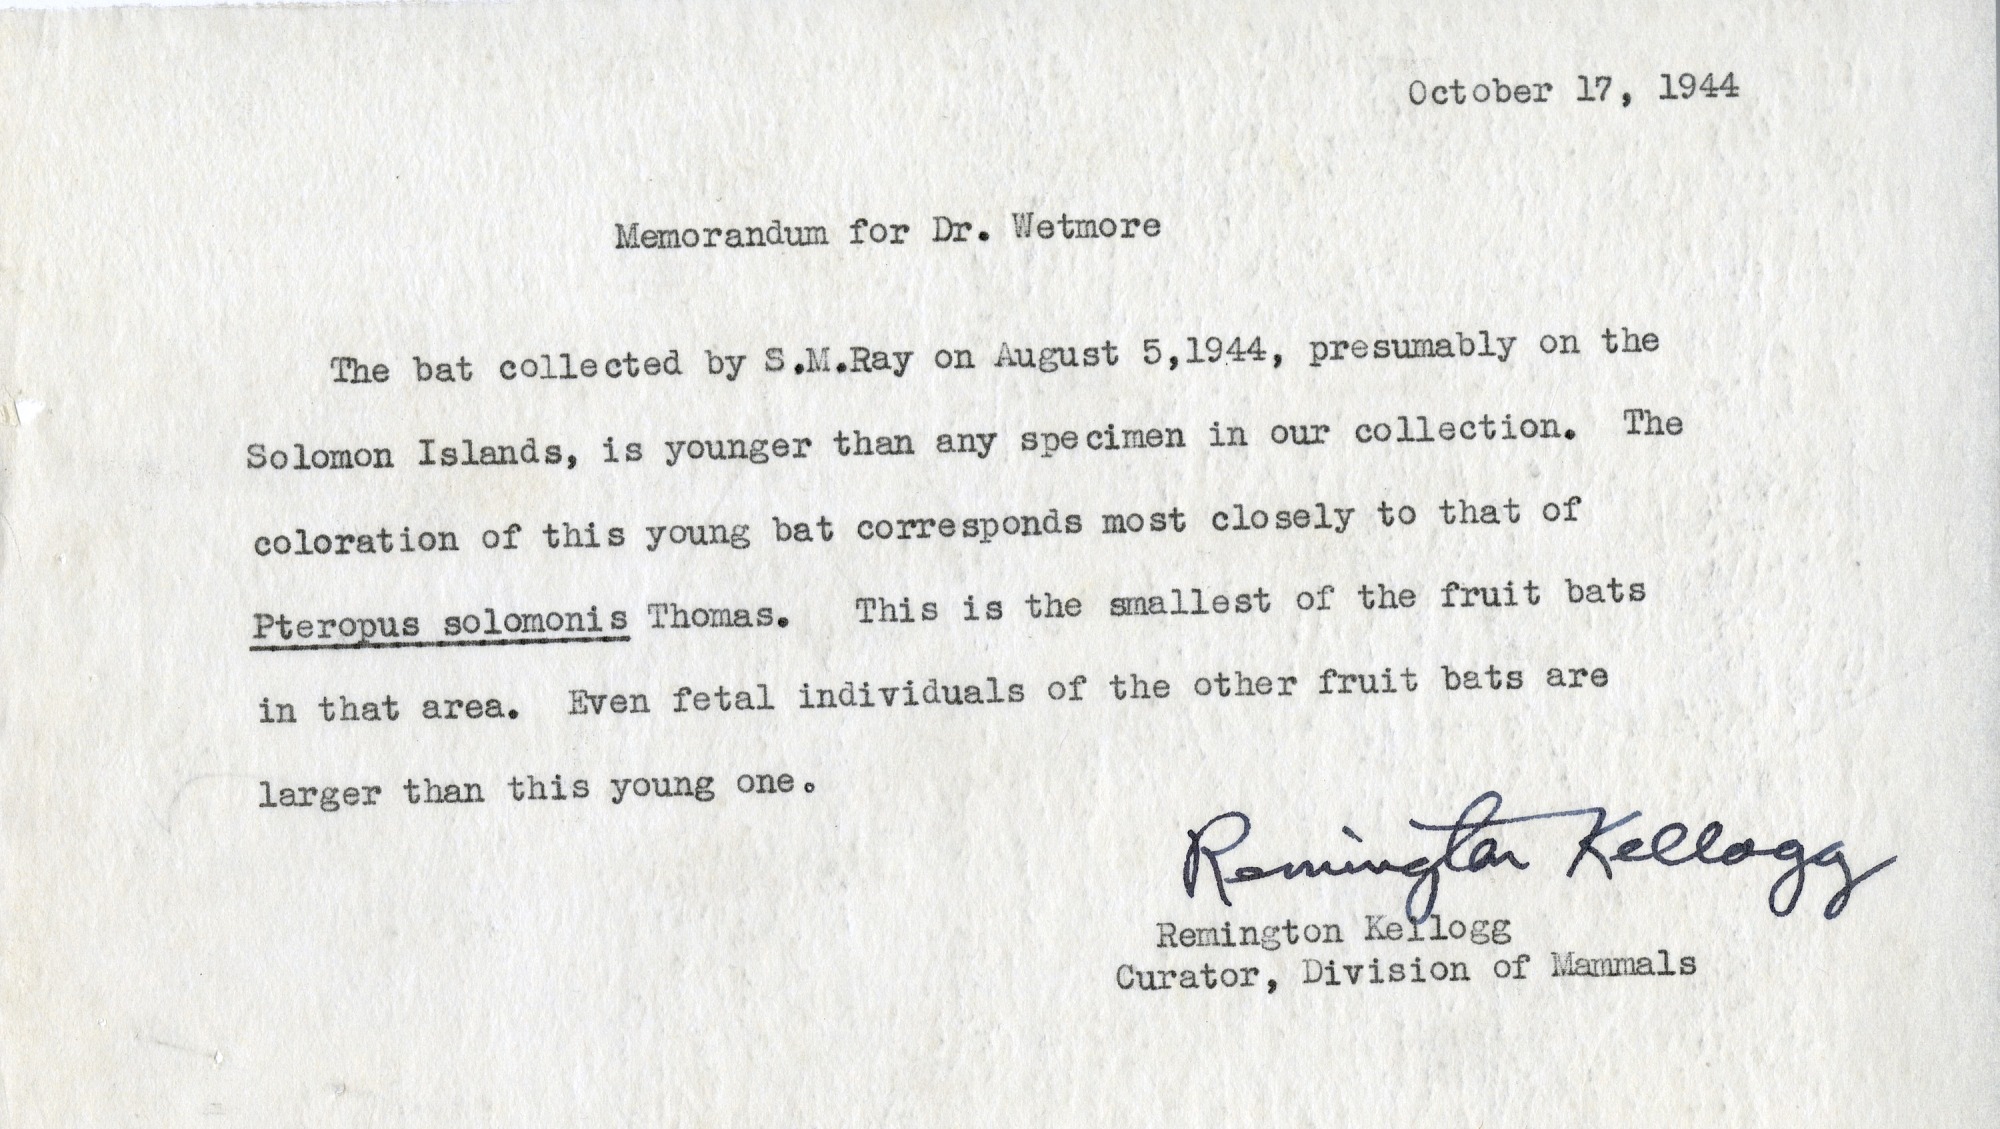 October 17, 1944
Memorandum for Dr. Wetmore
The bat collected by S.M.Ray on August 5,1944, presumably on the
Solomon Islands, is younger than any specimen in our collection. The
coloration of this young bat corresponds most closely to that of
Pteropus solomonis Thomas. This is the smallest of the fruit bats
in that area. Even fetal individuals of the other fruit bats are
larger than this young one.
Remington Kellogg
Remington Kellogg
Curator, Division of Mammals